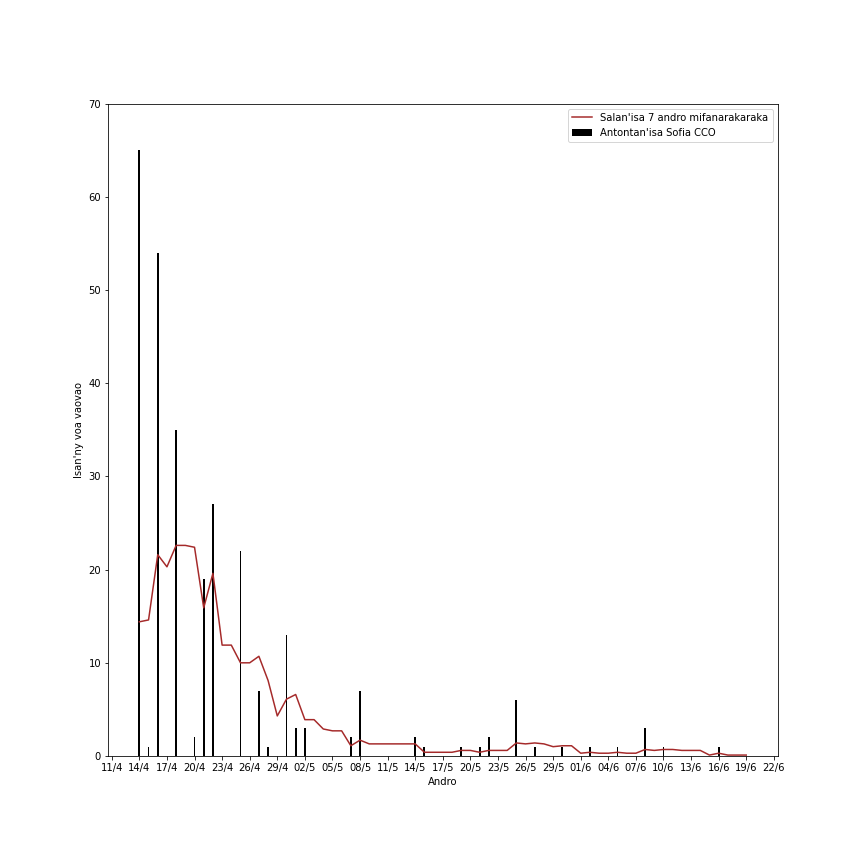 Salan'isa 7 andro mifanarakaraka
Antontan'isa Sofia CCO
70
60
50
40
30
20
10
0
Isan'ny voa vaovao
11/4 14/4 17/4 20/4 23/4 26/4 29/4 02/5 05/5 08/5 11/5 14/5 17/5 20/5 23/5 26/5 29/5 01/6 04/6 07/6 10/6 13/6 16/6 19/6 22/6
Andro